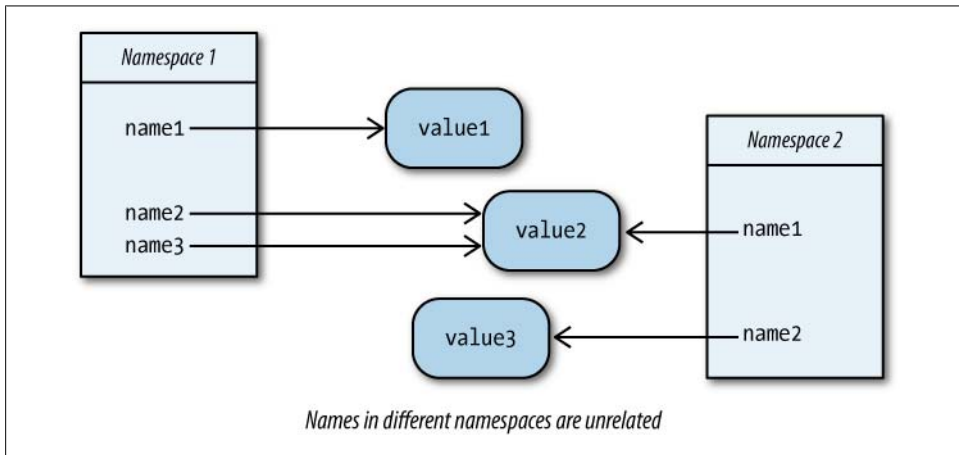 Namespace 1
name1
value1
name2
name3
value2
value3
Namespace 2
name1
name2
Names in different namespaces are unrelated